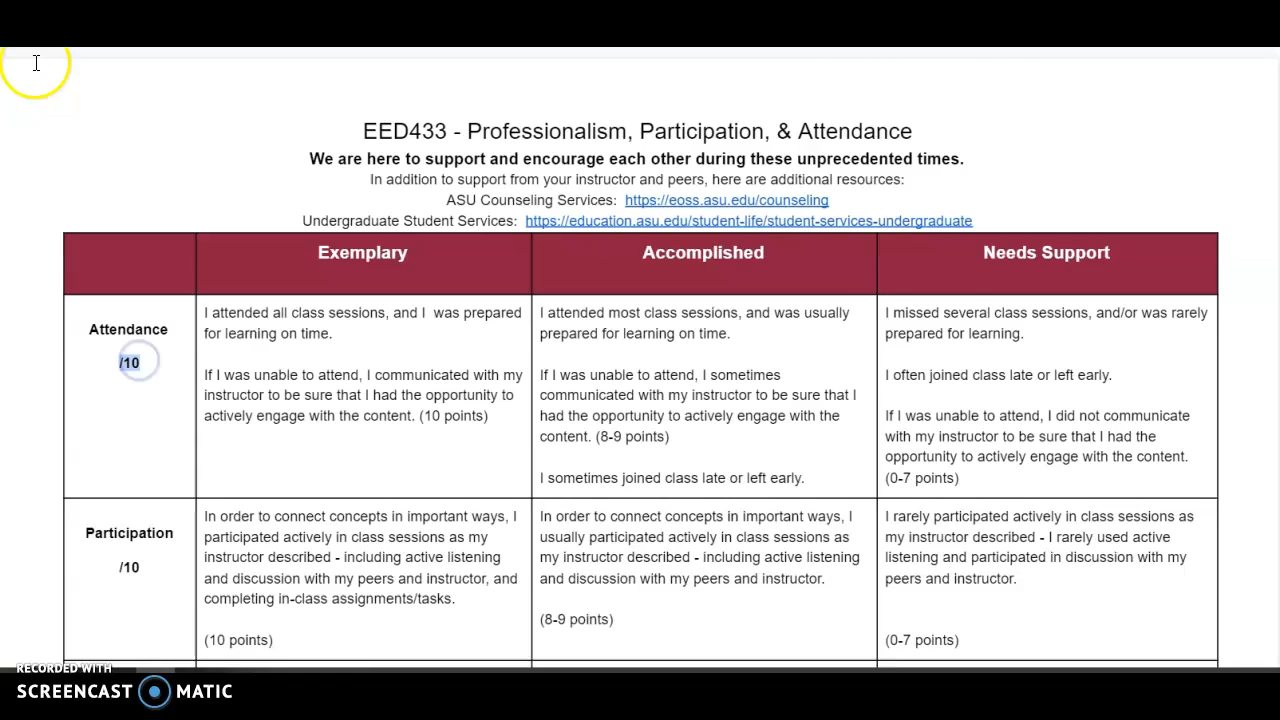 EED433 - Professionalism, Participation, & Attendance
We are here to support and encourage each other during these unprecedented times.
In addition to support from your instructor and peers, here are additional resources:
ASU Counseling Services: https://eoss.asu.edu/counseling
Undergraduate Student Services: https://education.asu.edu/student-life/student-services-undergraduate
Exemplary
Accomplished
Needs Support
Attendance
/10
I attended all class sessions, and I was prepared
for learning on time.
If I was unable to attend, I communicated with my
instructor to be sure that I had the opportunity to
actively engage with the content. (10 points)
I attended most class sessions, and was usually
prepared for learning on time.
If I was unable to attend, I sometimes
communicated with my instructor to be sure that I
had the opportunity to actively engage with the
content. (8-9 points)
I sometimes joined class late or left early.
I missed several class sessions, and/or was rarely
prepared for learning.
I often joined class late or left early.
If I was unable to attend, I did not communicate
with my instructor to be sure that I had the
opportunity to actively engage with the content.
(0-7 points)
Participation
/10
In order to connect concepts in important ways, I
participated actively in class sessions as my
instructor described - including active listening
and discussion with my peers and instructor, and
completing in-class assignments/tasks.
(10 points)
In order to connect concepts in important ways, I
usually participated actively in class sessions as
my instructor described - including active listening
and discussion with my peers and instructor.
(8-9 points)
I rarely participated actively in class sessions as
my instructor described - I rarely used active
listening and participated in discussion with my
peers and instructor.
(0-7 points)
RECORDED WITH
SCREENCAST MATIC